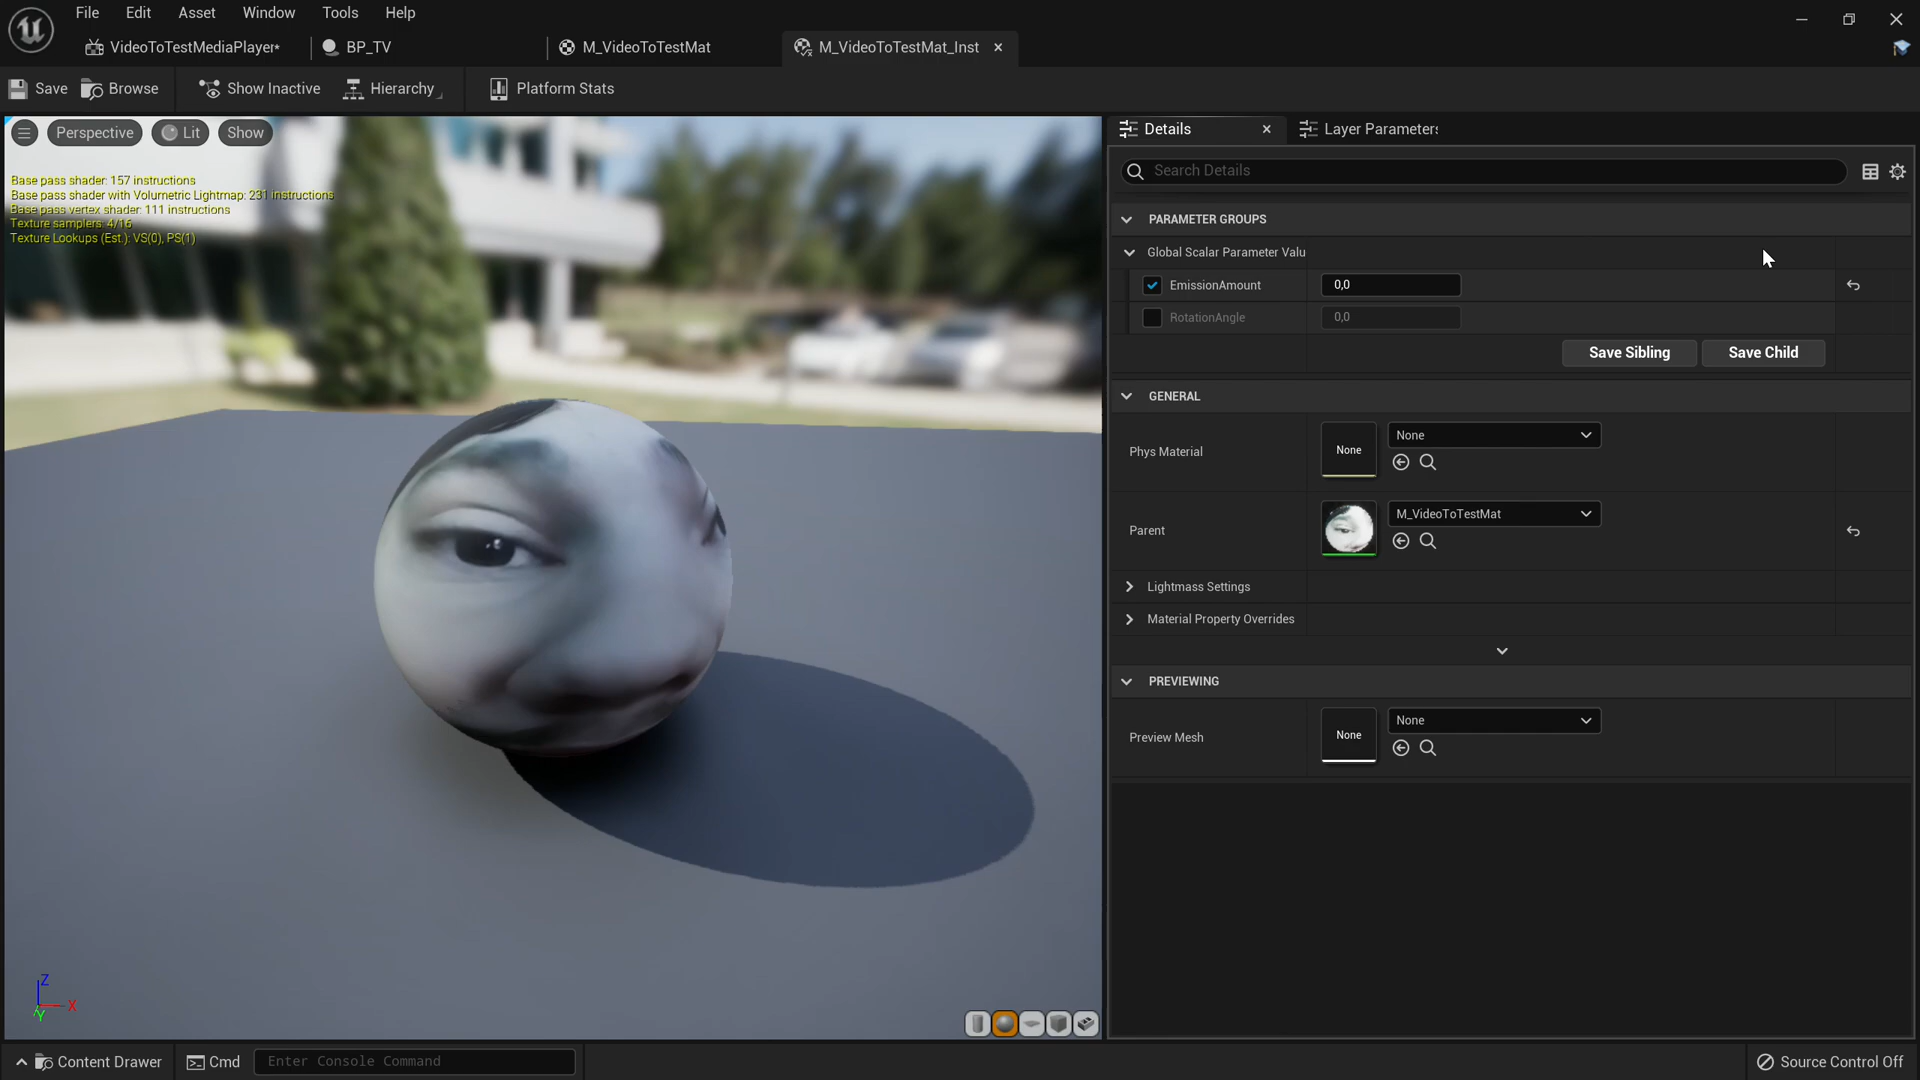 File Edit Asset Window Tools Help
VideoToTestMediaPlayer* BP_TV M_VideoToTestMat M_VideoToTestMat_Inst
Save Browse Show Inactive Hierarchy Platform Stats
Perspective Lit Show
Base pass shader: 157 instructions
Base pass shader with Volumetric Lightmap: 231 instructions
Base pass vertex shader: 111 instructions
Texture samplers: 4/16
Texture Lookups (Est.): VS(0), PS(1)
Z
X
Y
Details Layer Parameters
Search Details
PARAMETER GROUPS
Global Scalar Parameter Valu
EmissionAmount 0,0
RotationAngle 0,0
Save Sibling Save Child
GENERAL
Phys Material None None
Parent M_VideoToTestMat
Lightmass Settings
Material Property Overrides
PREVIEWING
Preview Mesh None None
Content Drawer Cmd Enter Console Command Source Control Off